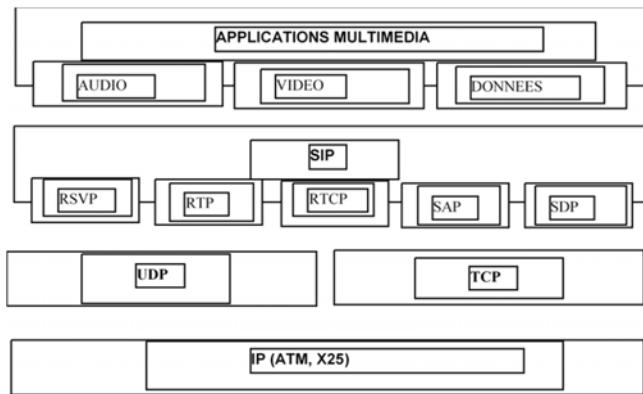 APPLICATIONS MULTIMEDIA
AUDIO
VIDEO
DONNEES
SIP
RSVP
RTP
RTCP
SAP
SDP
UDP
TCP
IP (ATM, X25)